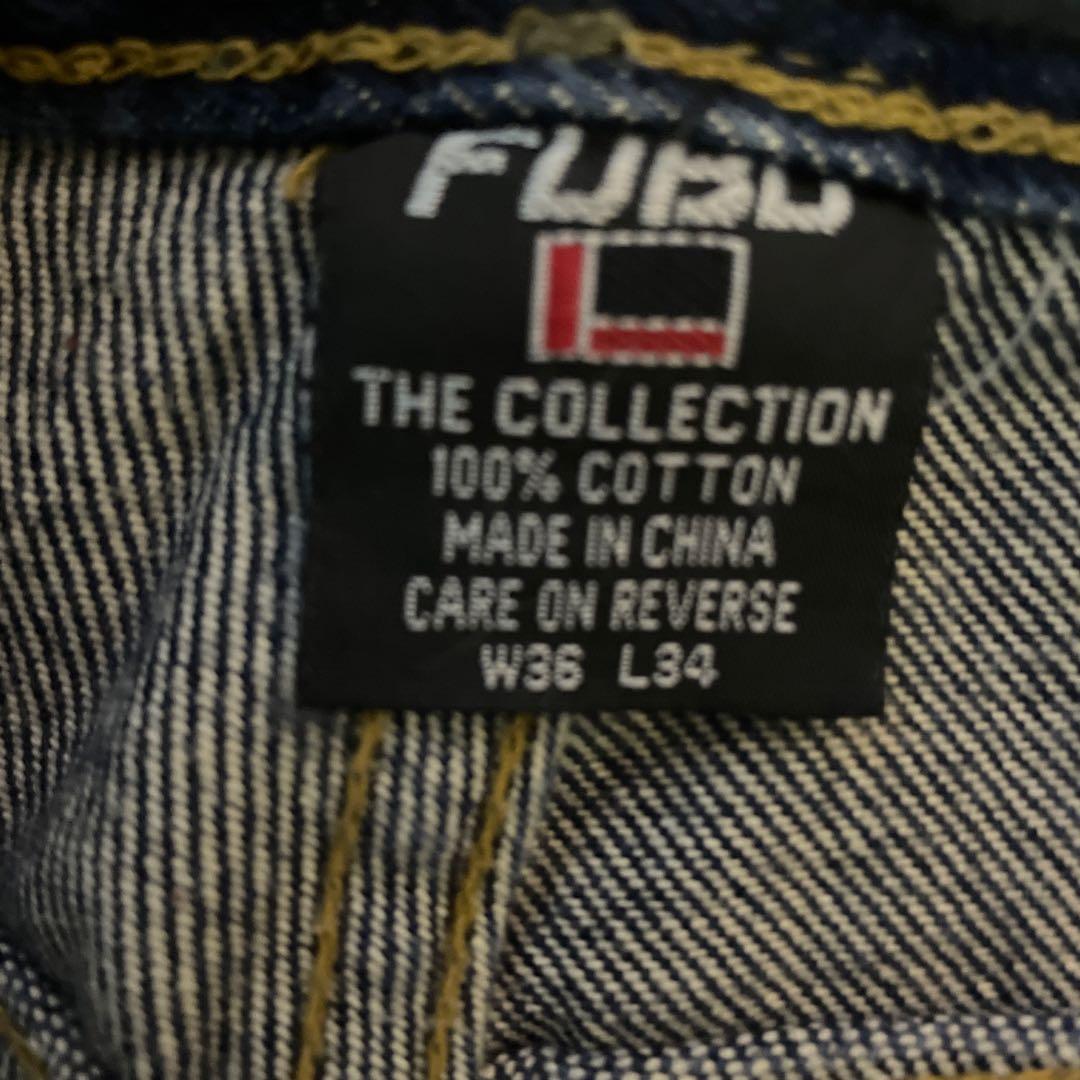 FUBU
THE COLLECTION
100% COTTON
MADE IN CHINA
CARE ON REVERSE
W36 L34